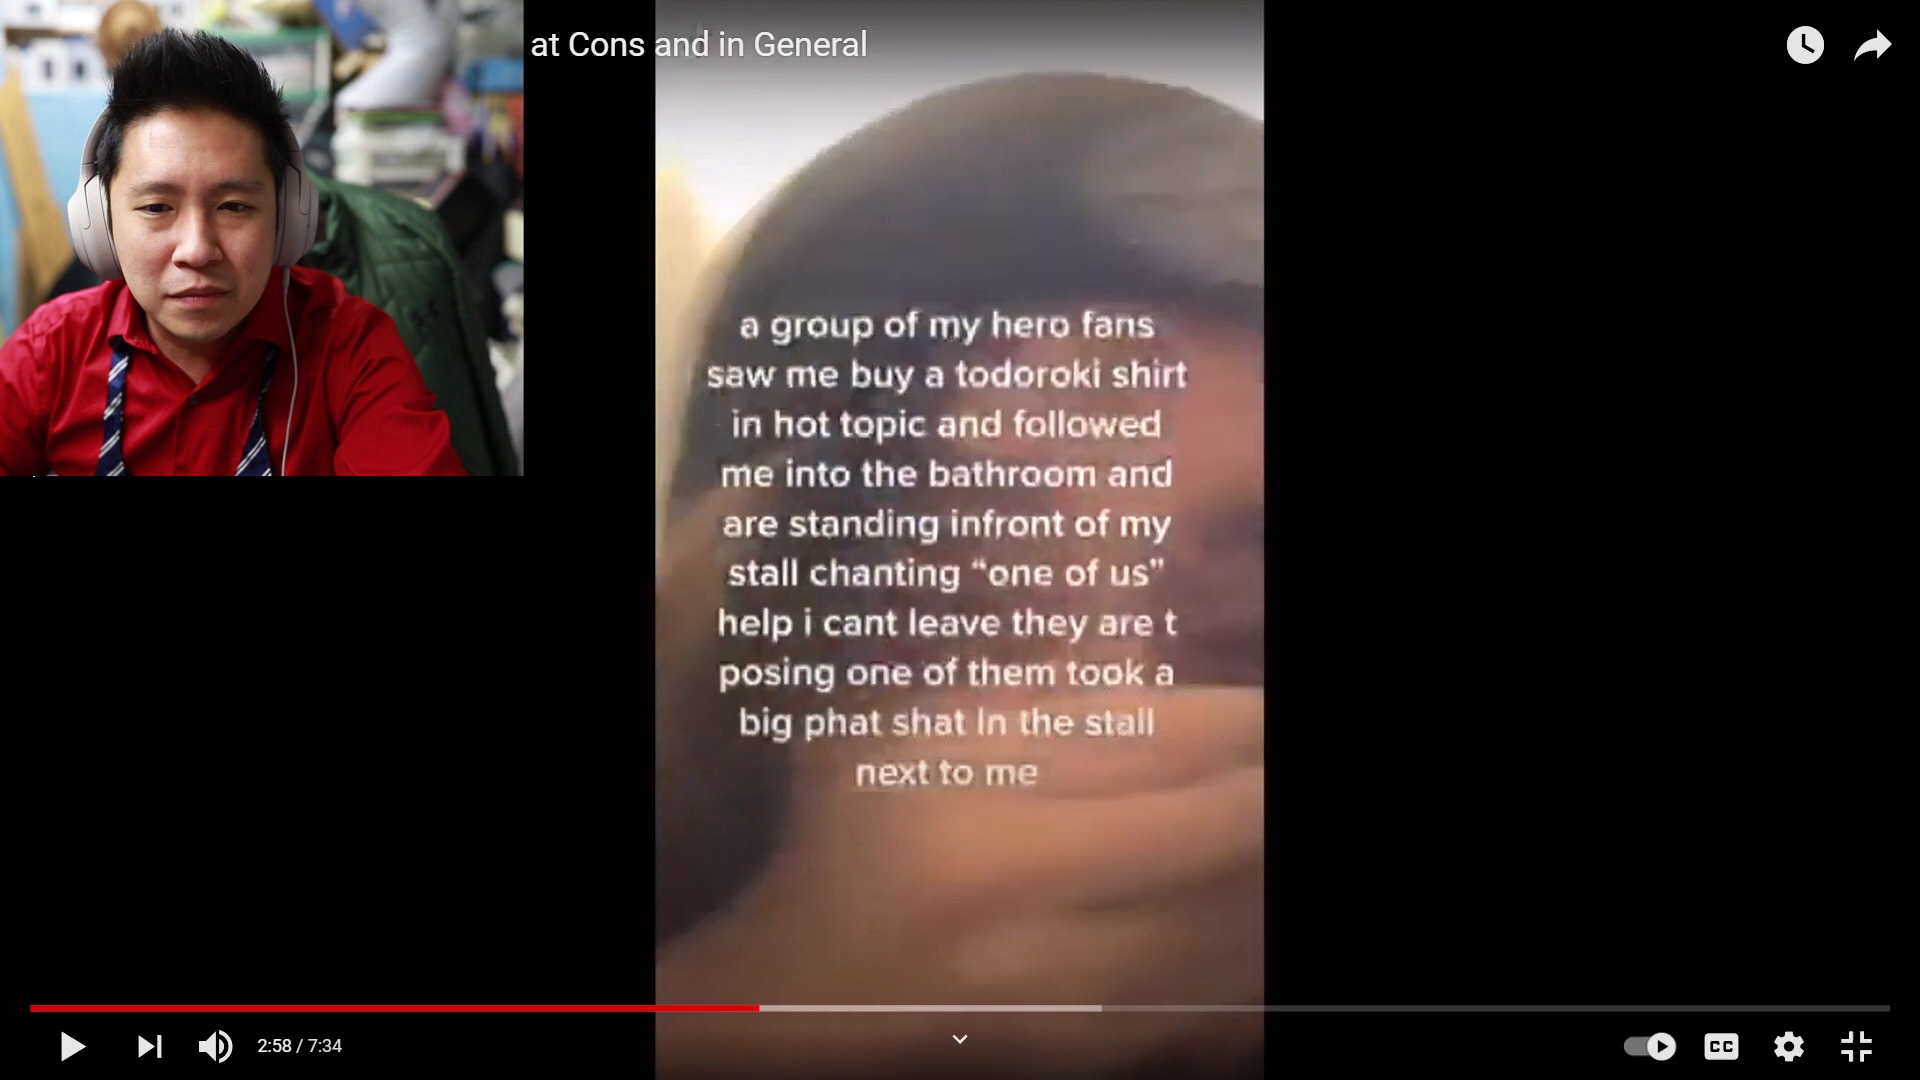 at Cons and in General
a group of my hero fans
saw me buy a todoroki shirt
in hot topic and followed
me into the bathroom and
are standing infront of my
stall chanting “one of us”
help i cant leave they are t
posing one of them took a
big phat shat in the stall
next to me
2:58 / 7:34
CC